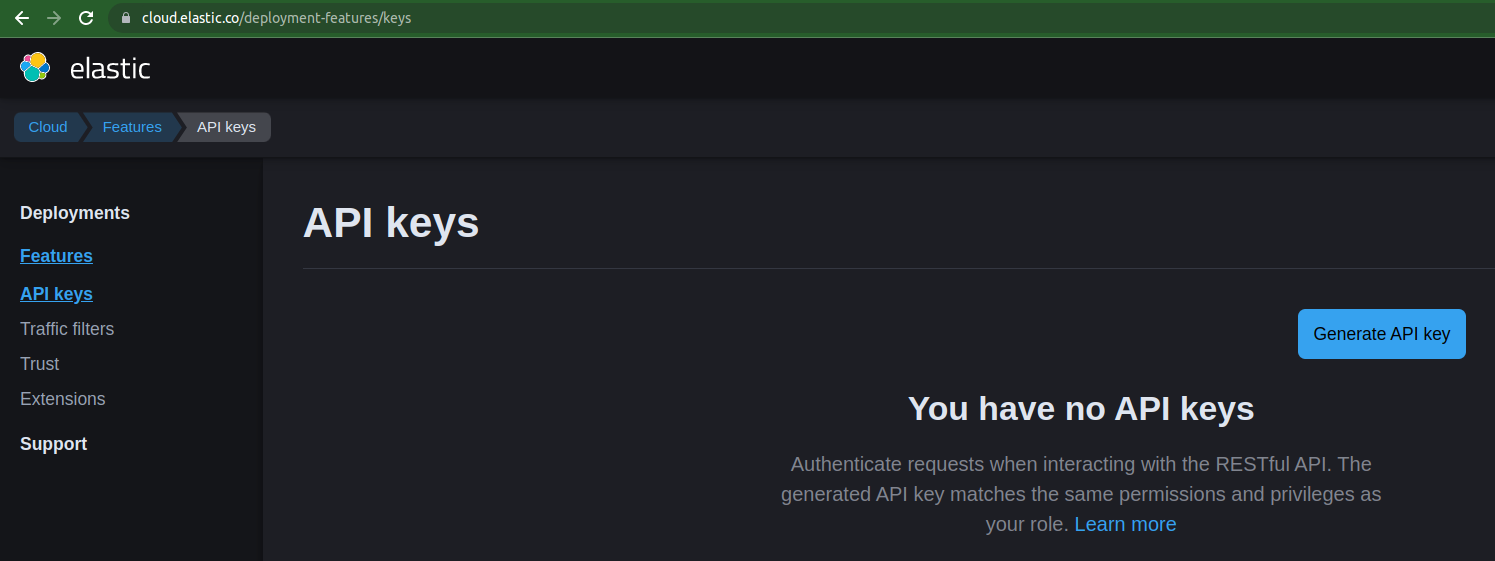 cloud.elastic.co/deployment-features/keys
elastic
Cloud Features API keys
Deployments
Features
API keys
Traffic filters
Trust
Extensions
Support
API keys
Generate API key
You have no API keys
Authenticate requests when interacting with the RESTful API. The
generated API key matches the same permissions and privileges as
your role. Learn more